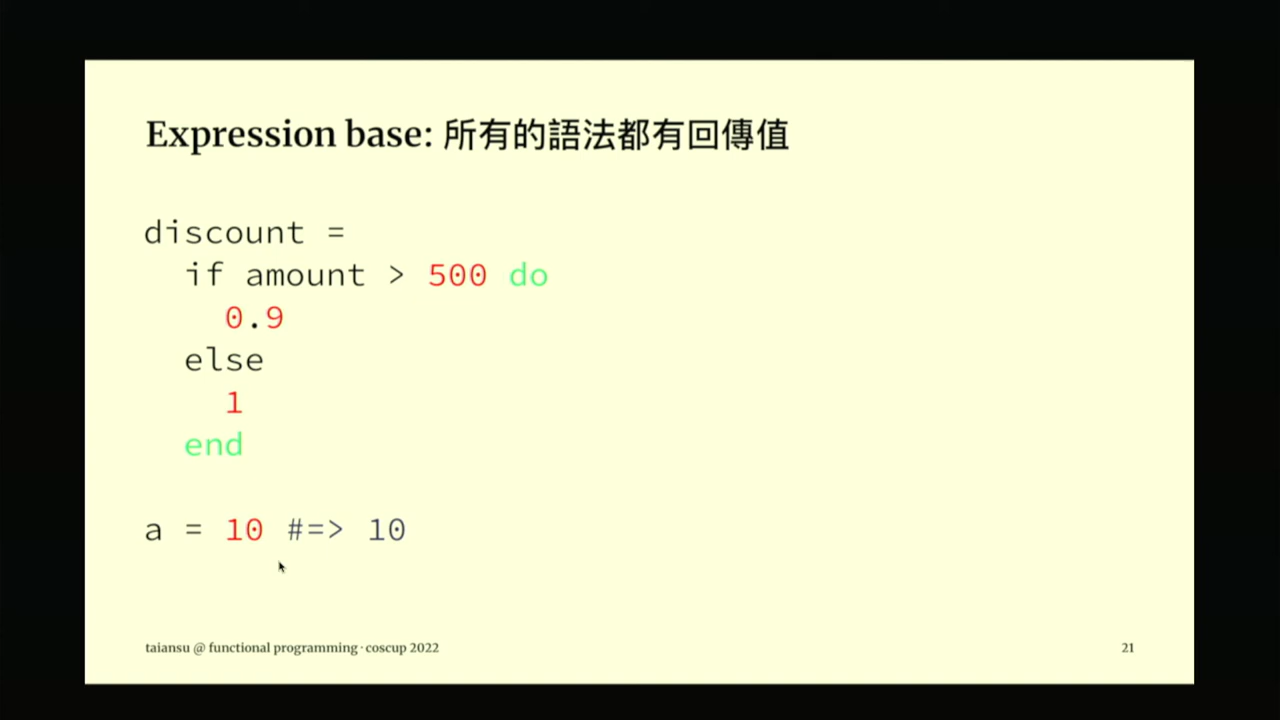 Expression base: 所有的語法都有回傳值
discount =
  if amount > 500 do
    0.9
  else
    1
  end
a = 10 #=> 10
taiansu @ functional programming · coscup 2022
21